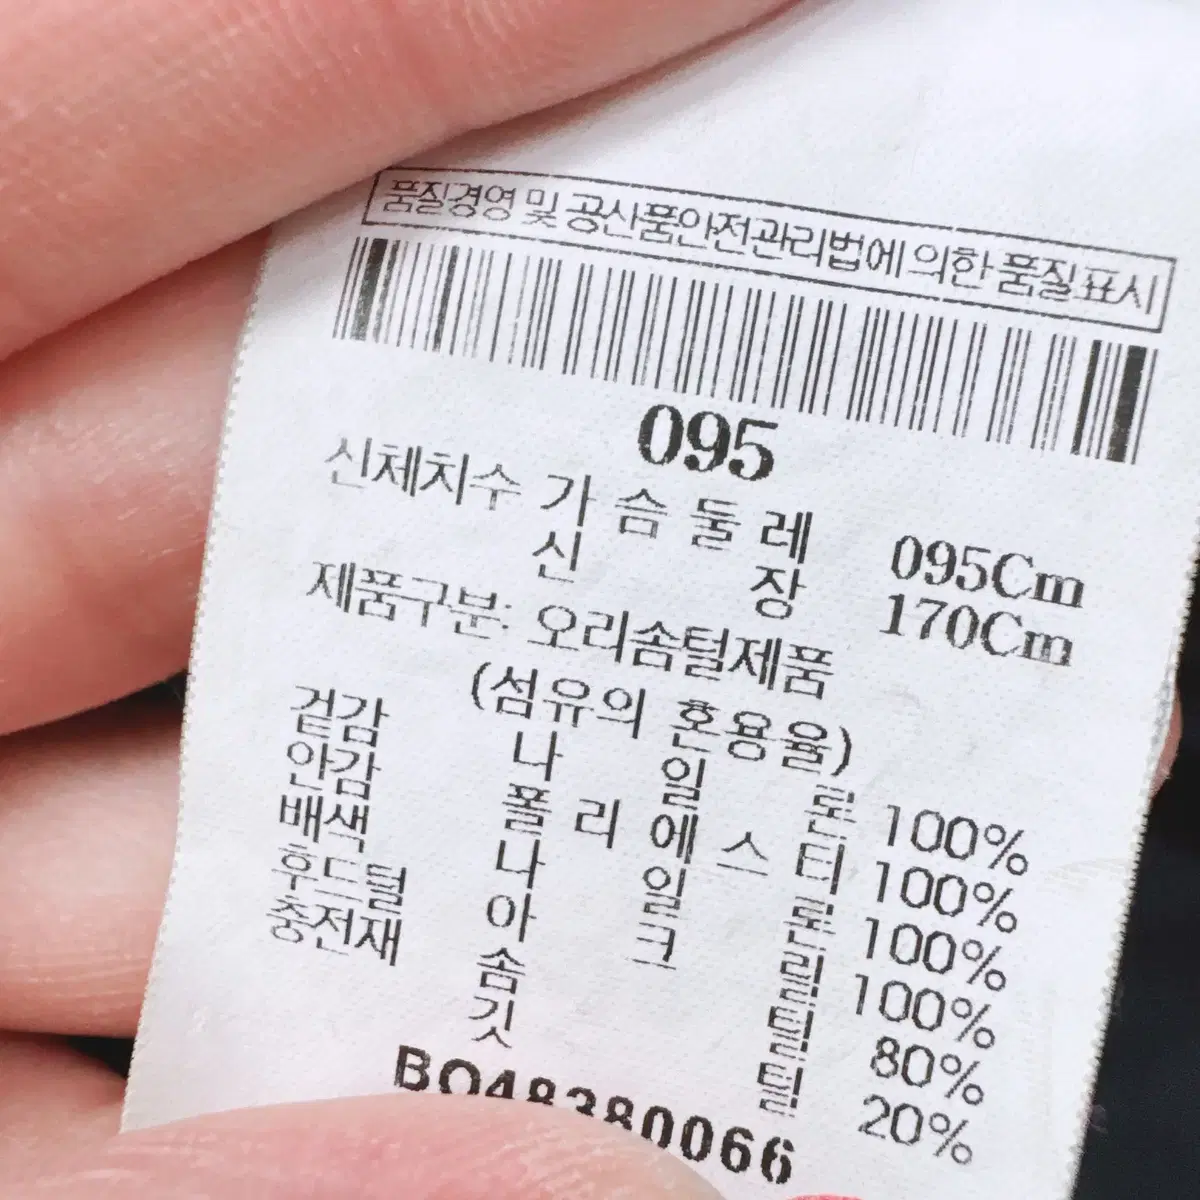 품질경영 및 공산품안전관리법에 의한 품질표시
095
신체치수 가슴둘레 095Cm
신장 170Cm
제품구분: 오리솜털제품
(섬유의 혼용율)
겉감 나일론 100%
안감 폴리에스터 100%
배색 나일론 100%
후드털 아크릴 100%
충전재 솜털 80%
깃털 20%
BQ48380066